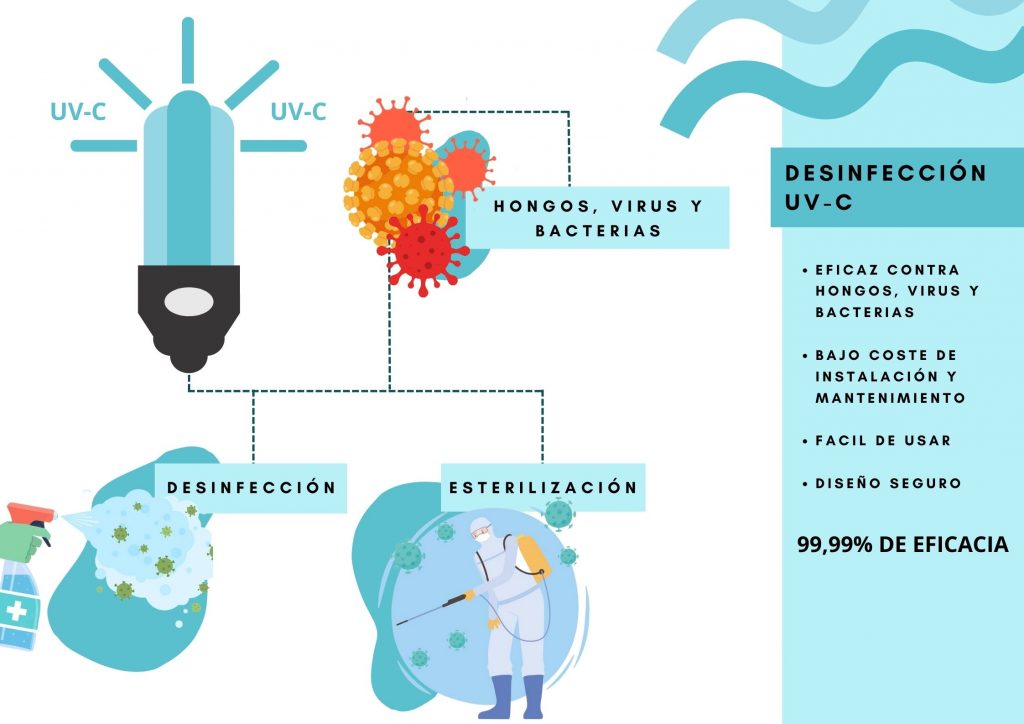 UV-C
UV-C
HONGOS, VIRUS Y
BACTERIAS
DESINFECCIÓN
ESTERILIZACIÓN
DESINFECCIÓN
UV-C
• EFICAZ CONTRA
HONGOS, VIRUS Y
BACTERIAS
• BAJO COSTE DE
INSTALACIÓN Y
MANTENIMIENTO
• FACIL DE USAR
• DISEÑO SEGURO
99,99% DE EFICACIA